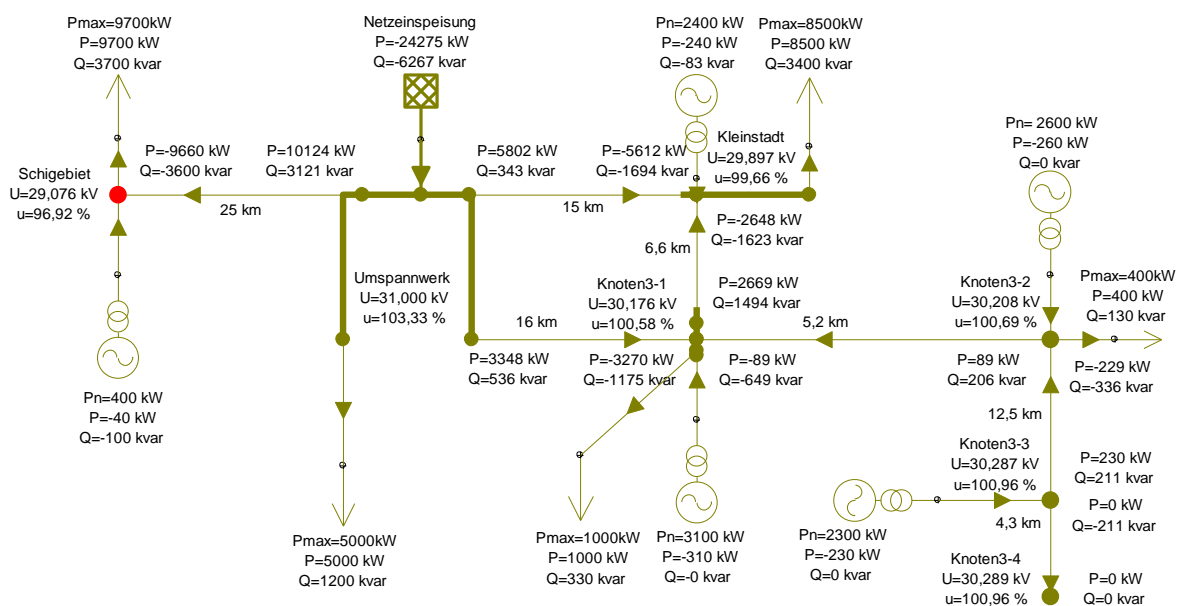 Pmax=9700kW
P=9700 kW
Q=3700 kvar
Netzeinspeisung
P=-24275 kW
Q=-6267 kvar
Pn=2400 kW
P=-240 kW
Q=-83 kvar
Pmax=8500kW
P=8500 kW
Q=3400 kvar
Pn= 2600 kW
P=-260 kW
Q=0 kvar
Schigebiet
U=29,076 kV
u=96,92 %
P=-9660 kW
Q=-3600 kvar
P=10124 kW
Q=3121 kvar
P=5802 kW
Q=343 kvar
P=-5612 kW
Q=-1694 kvar
Kleinstadt
U=29,897 kV
u=99,66 %
25 km
15 km
P=-2648 kW
Q=-1623 kvar
6,6 km
Umspannwerk
U=31,000 kV
u=103,33 %
Knoten3-1
U=30,176 kV
u=100,58 %
P=2669 kW
Q=1494 kvar
Knoten3-2
U=30,208 kV
u=100,69 %
Pmax=400kW
P=400 kW
Q=130 kvar
16 km
5,2 km
P=3348 kW
Q=536 kvar
P=-3270 kW
Q=-1175 kvar
P=-89 kW
Q=-649 kvar
P=89 kW
Q=206 kvar
P=-229 kW
Q=-336 kvar
12,5 km
Pn=400 kW
P=-40 kW
Q=-100 kvar
Knoten3-3
U=30,287 kV
u=100,96 %
P=230 kW
Q=211 kvar
P=0 kW
Q=-211 kvar
4,3 km
Pmax=5000kW
P=5000 kW
Q=1200 kvar
Pmax=1000kW
P=1000 kW
Q=330 kvar
Pn=3100 kW
P=-310 kW
Q=-0 kvar
Pn=2300 kW
P=-230 kW
Q=0 kvar
Knoten3-4
U=30,289 kV
u=100,96 %
P=0 kW
Q=0 kvar